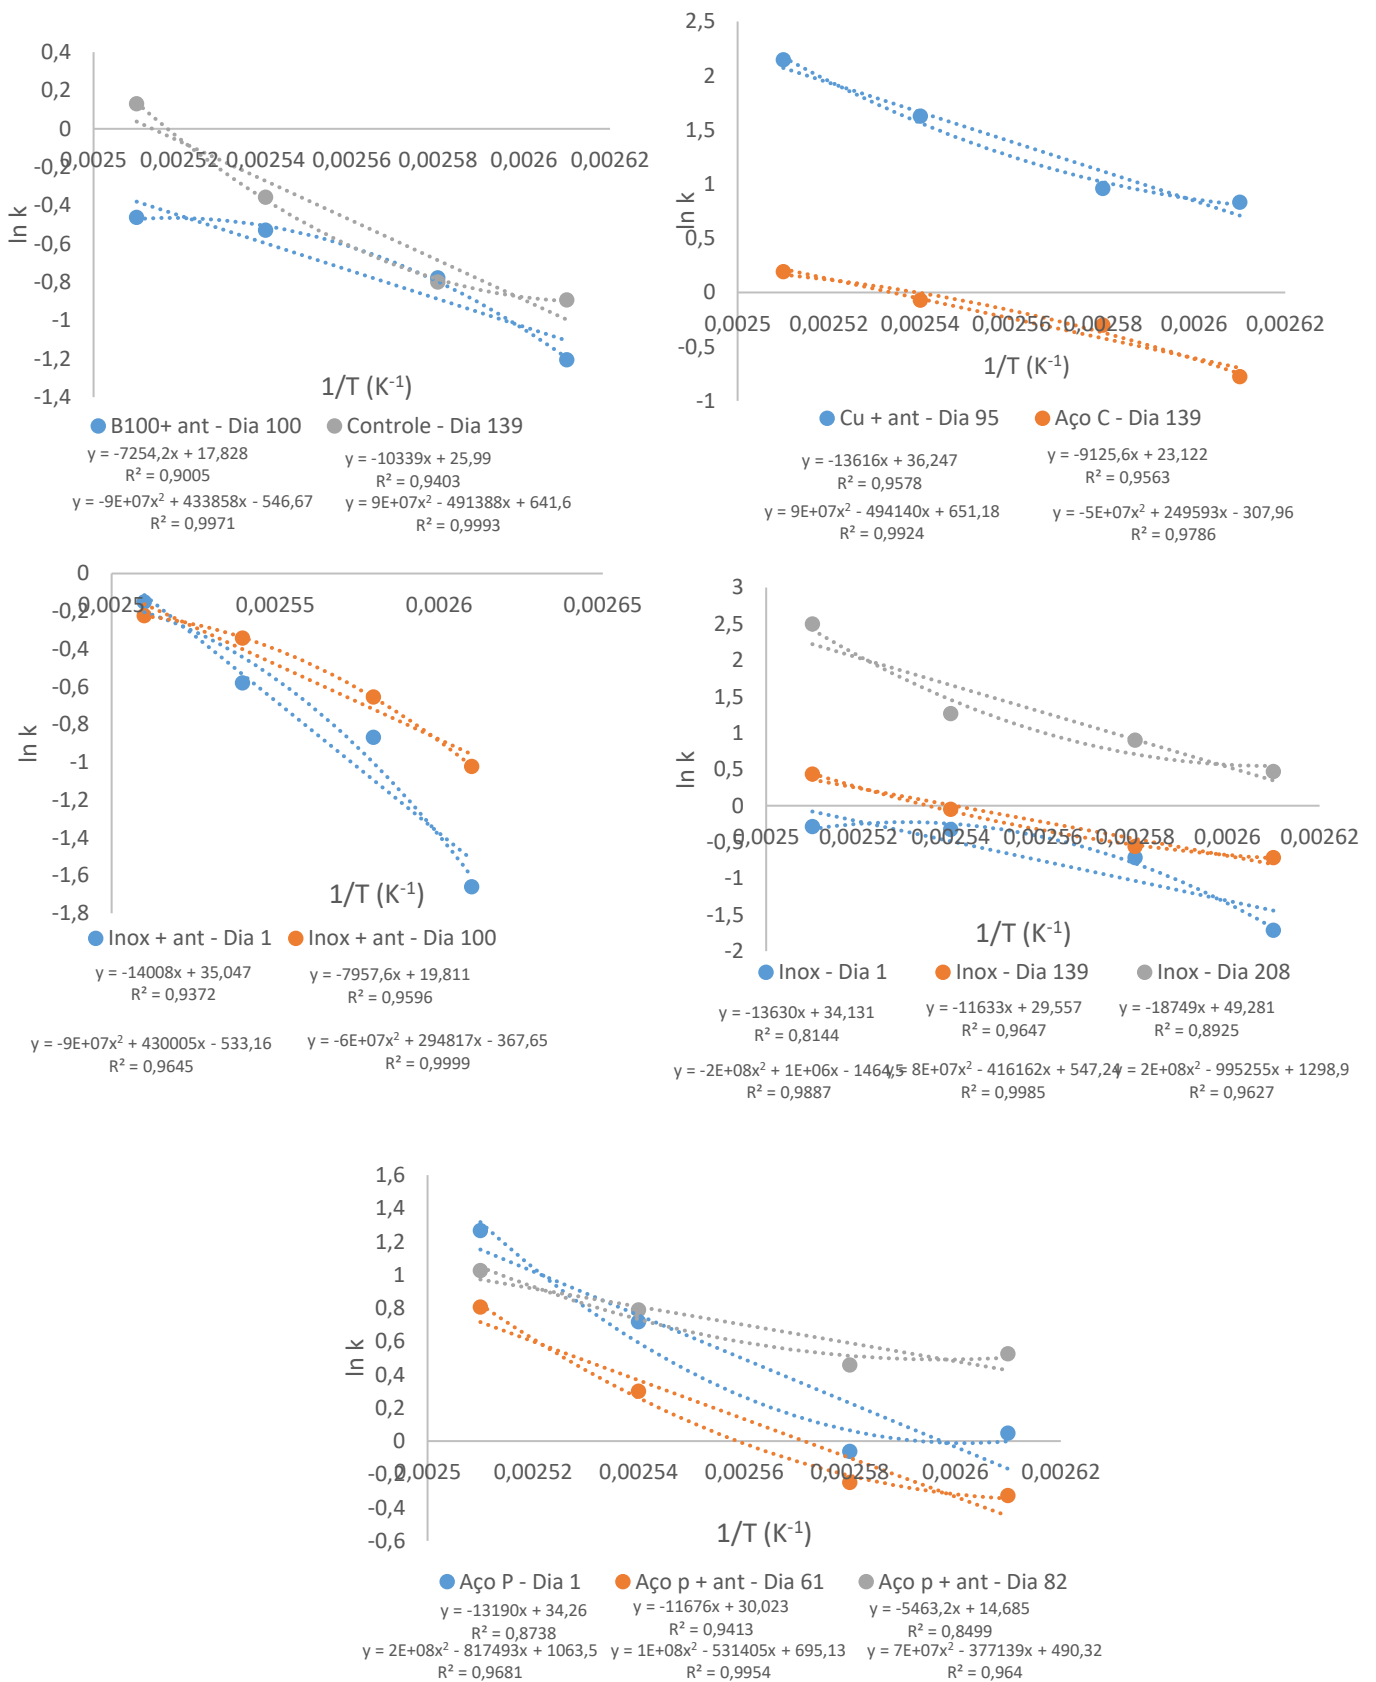 0,4
0,2
0
-0,2
-0,4
-0,6
-0,8
-1
-1,2
-1,4
0,0025 0,00252 0,00254 0,00256 0,00258 0,0026 0,00262
ln k
1/T (K⁻¹)
B100+ ant - Dia 100 Controle - Dia 139
y = -7254,2x + 17,828
R² = 0,9005
y = -10339x + 25,99
R² = 0,9403
y = -9E+07x² + 433858x - 546,67
R² = 0,9971
y = 9E+07x² - 491388x + 641,6
R² = 0,9993
2,5
2
1,5
1
0,5
0
-0,5
-1
0,0025 0,00252 0,00254 0,00256 0,00258 0,0026 0,00262
ln k
1/T (K⁻¹)
Cu + ant - Dia 95 Aço C - Dia 139
y = -13616x + 36,247
R² = 0,9578
y = -9125,6x + 23,122
R² = 0,9563
y = 9E+07x² - 494140x + 651,18
R² = 0,9924
y = -5E+07x² + 249593x - 307,96
R² = 0,9786
0
-0,2
-0,4
-0,6
-0,8
-1
-1,2
-1,4
-1,6
-1,8
0,0025 0,00255 0,0026 0,00265
ln k
1/T (K⁻¹)
Inox + ant - Dia 1 Inox + ant - Dia 100
y = -14008x + 35,047
R² = 0,9372
y = -7957,6x + 19,811
R² = 0,9596
y = -9E+07x² + 430005x - 533,16
R² = 0,9645
y = -6E+07x² + 294817x - 367,65
R² = 0,9999
3
2,5
2
1,5
1
0,5
0
-0,5
-1
-1,5
-2
0,0025 0,00252 0,00254 0,00256 0,00258 0,0026 0,00262
ln k
1/T (K⁻¹)
Inox - Dia 1 Inox - Dia 139 Inox - Dia 208
y = -13630x + 34,131
R² = 0,8144
y = -11633x + 29,557
R² = 0,9647
y = -18749x + 49,281
R² = 0,8925
y = -2E+08x² + 1E+06x - 1464,5
R² = 0,9887
y = 8E+07x² - 416162x + 547,24
R² = 0,9985
y = 2E+08x² - 995255x + 1298,9
R² = 0,9627
1,6
1,4
1,2
1
0,8
0,6
0,4
0,2
0
-0,2
-0,4
-0,6
0,0025 0,00252 0,00254 0,00256 0,00258 0,0026 0,00262
ln k
1/T (K⁻¹)
Aço P - Dia 1 Aço p + ant - Dia 61 Aço p + ant - Dia 82
y = -13190x + 34,26
R² = 0,8738
y = -11676x + 30,023
R² = 0,9413
y = -5463,2x + 14,685
R² = 0,8499
y = 2E+08x² - 817493x + 1063,5
R² = 0,9681
y = 1E+08x² - 531405x + 695,13
R² = 0,9954
y = 7E+07x² - 377139x + 490,32
R² = 0,964